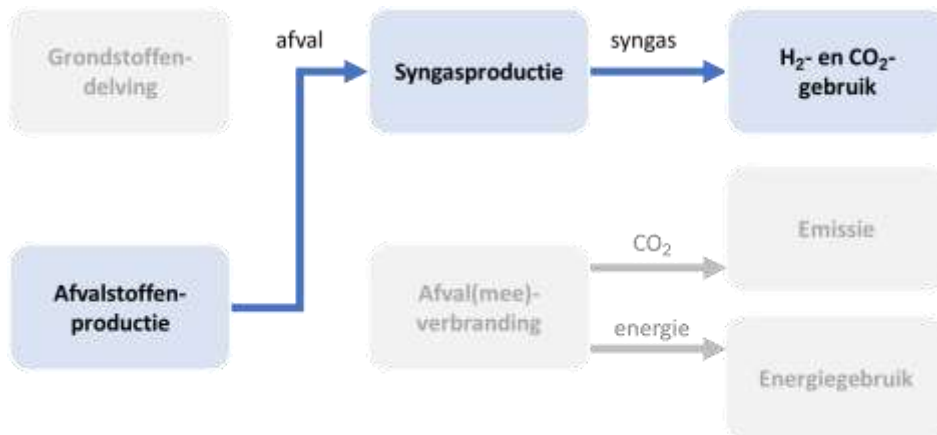 Grondstoffen-
delving
afval
Syngasproductie
syngas
H₂- en CO₂-
gebruik
Afvalstoffen-
productie
Afval(mee)-
verbranding
CO₂
energie
Emissie
Energiegebruik